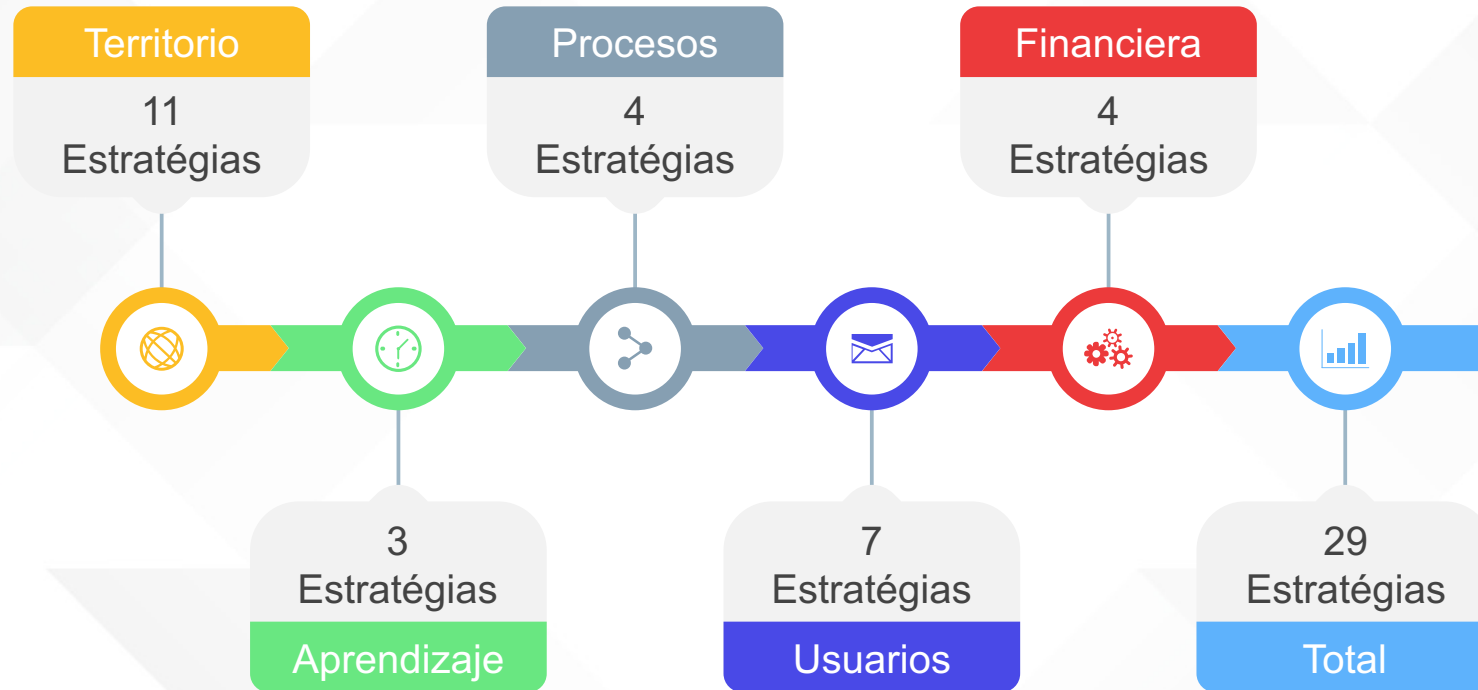 Territorio
11
Estratégias
3
Estratégias
Aprendizaje
Procesos
4
Estratégias
7
Estratégias
Usuarios
Financiera
4
Estratégias
29
Estratégias
Total